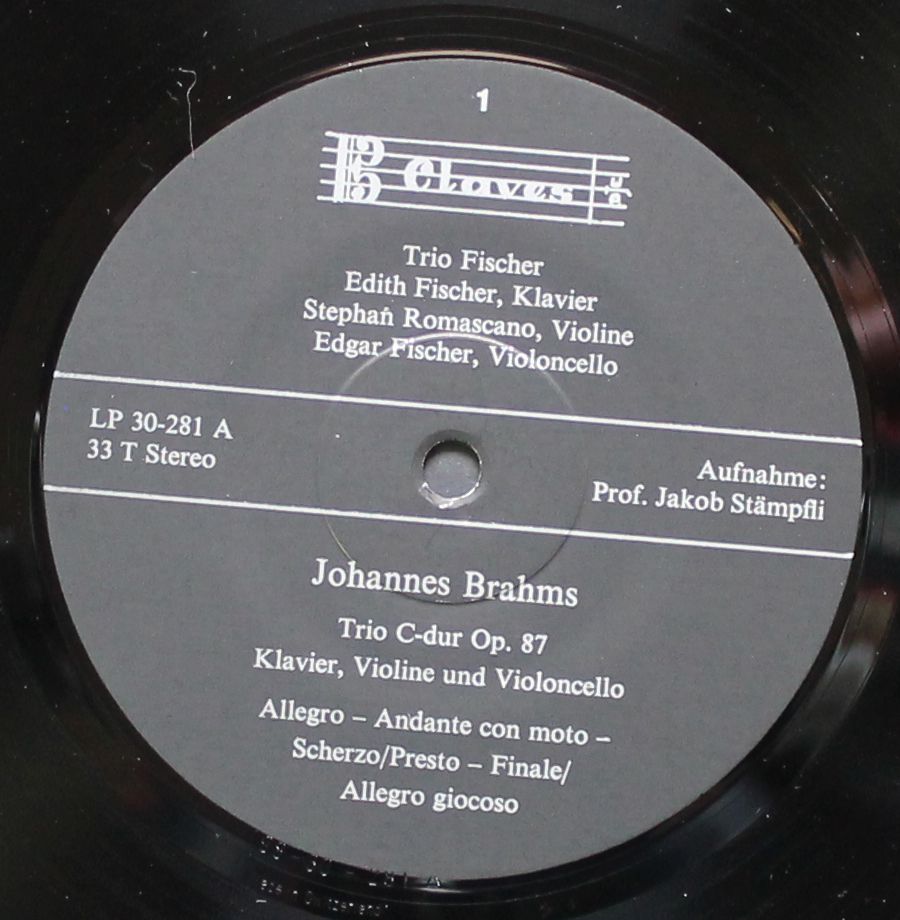 1
Claves
Trio Fischer
Edith Fischer, Klavier
Stephan Romascano, Violine
Edgar Fischer, Violoncello
LP 30-281 A
33 T Stereo
Aufnahme:
Prof. Jakob Stämpfli
Johannes Brahms
Trio C-dur Op. 87
Klavier, Violine und Violoncello
Allegro – Andante con moto –
Scherzo/Presto – Finale/
Allegro giocoso